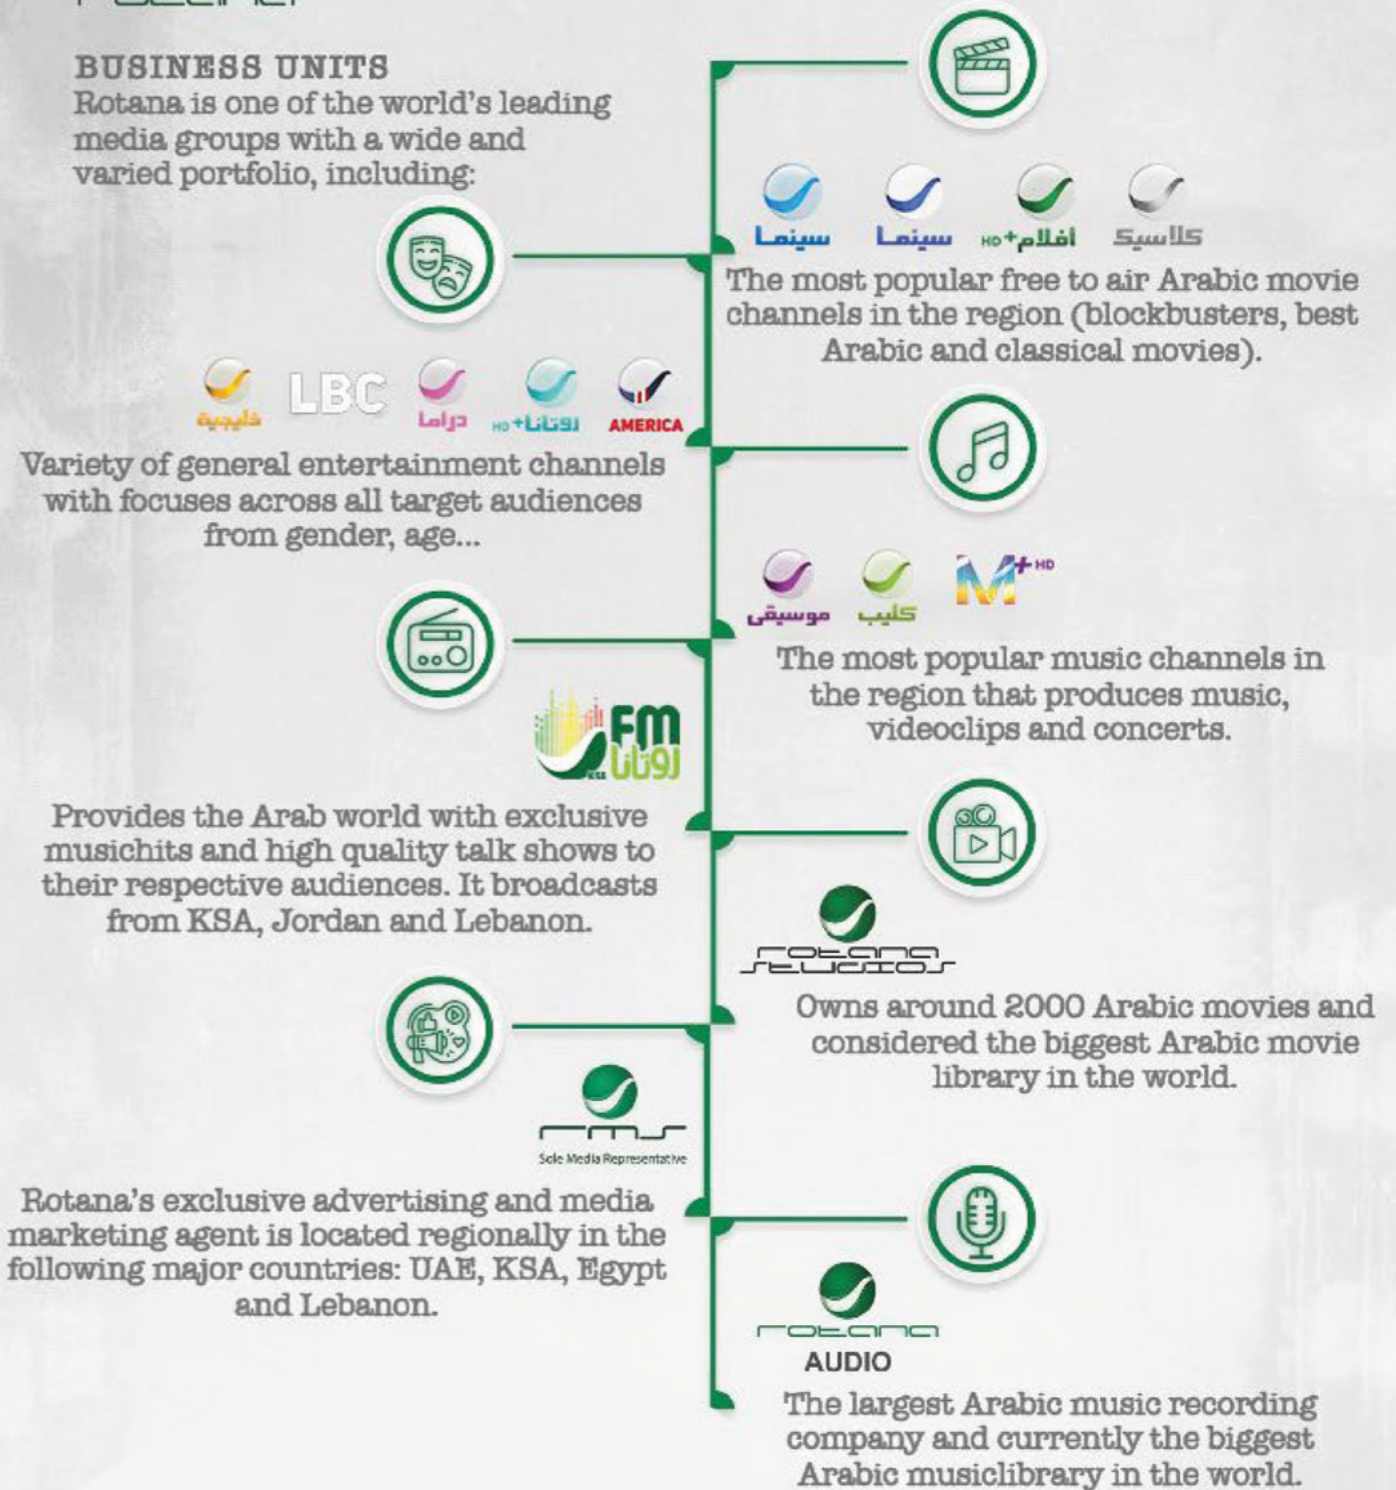 BUSINESS UNITS
Rotana is one of the world's leading
media groups with a wide and
varied portfolio, including:
سينما
سينما
أفلام+ HD
كلاسيك
The most popular free to air Arabic movie
channels in the region (blockbusters, best
Arabic and classical movies).
خليجية
LBC
دراما
روتانا+ HD
AMERICA
Variety of general entertainment channels
with focuses across all target audiences
from gender, age...
موسيقى
كليب
M+ HD
The most popular music channels in
the region that produces music,
videoclips and concerts.
FM
روتانا
KSA
Provides the Arab world with exclusive
musichits and high quality talk shows to
their respective audiences. It broadcasts
from KSA, Jordan and Lebanon.
rotana
studios
Owns around 2000 Arabic movies and
considered the biggest Arabic movie
library in the world.
rms
Sole Media Representative
Rotana's exclusive advertising and media
marketing agent is located regionally in the
following major countries: UAE, KSA, Egypt
and Lebanon.
rotana
AUDIO
The largest Arabic music recording
company and currently the biggest
Arabic musiclibrary in the world.